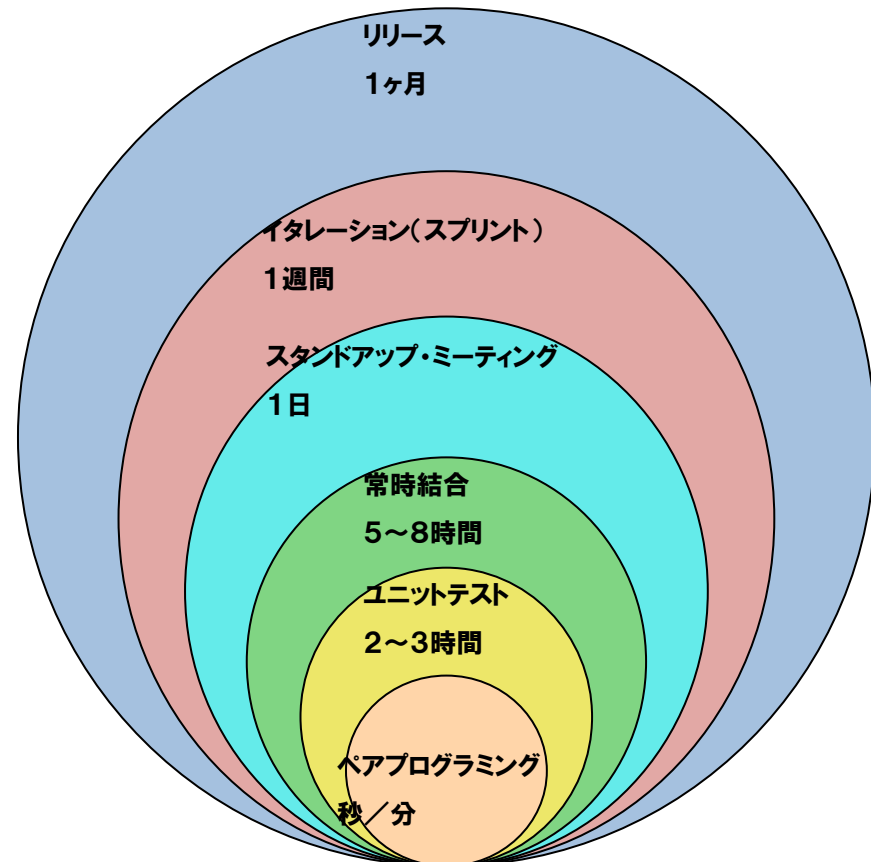 リリース
1ヶ月
イタレーション(スプリント)
1週間
スタンドアップ・ミーティング
1日
常時結合
5～8時間
ユニットテスト
2～3時間
ペアプログラミング
秒／分